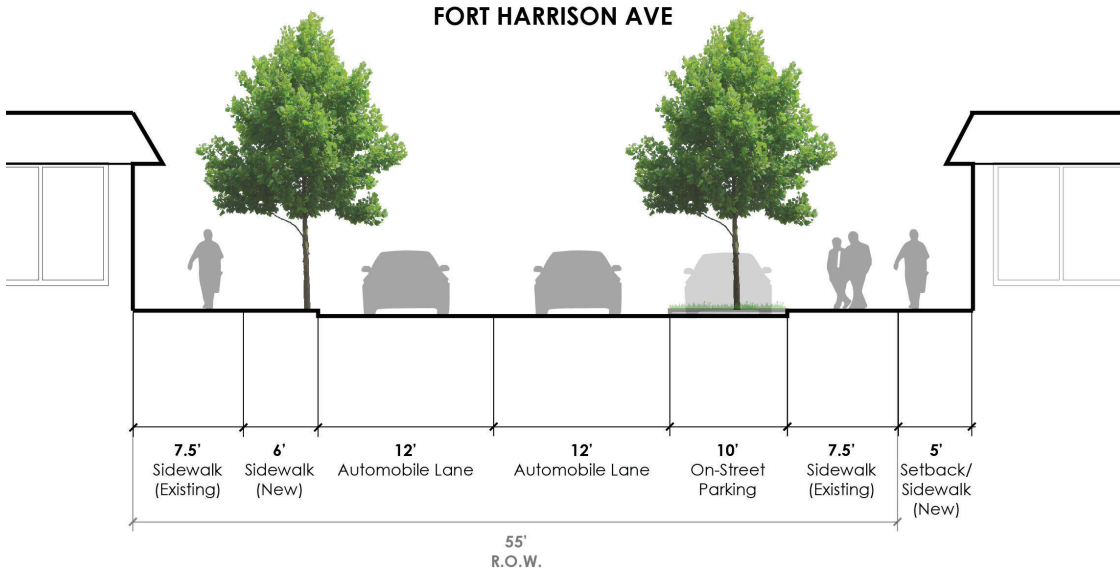 FORT HARRISON AVE
7.5'
Sidewalk
(Existing)
6'
Sidewalk
(New)
12'
Automobile Lane
12'
Automobile Lane
10'
On-Street
Parking
7.5'
Sidewalk
(Existing)
5'
Setback/
Sidewalk
(New)
55'
R.O.W.